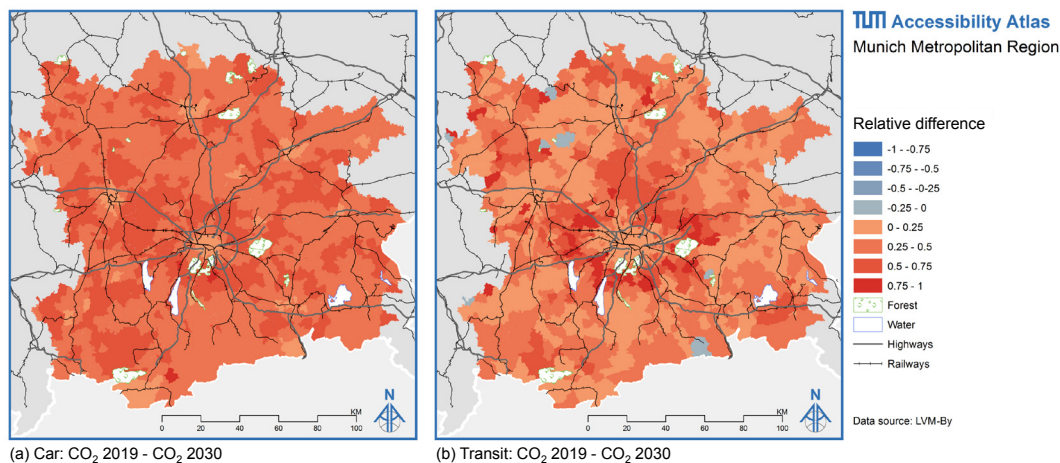 TUM Accessibility Atlas
Munich Metropolitan Region
Relative difference
-1 - -0.75
-0.75 - -0.5
-0.5 - -0.25
-0.25 - 0
0 - 0.25
0.25 - 0.5
0.5 - 0.75
0.75 - 1
Forest
Water
Highways
Railways
Data source: LVM-By
N
KM
0 20 40 60 80 100
N
KM
0 20 40 60 80 100
(a) Car: CO₂ 2019 - CO₂ 2030
(b) Transit: CO₂ 2019 - CO₂ 2030